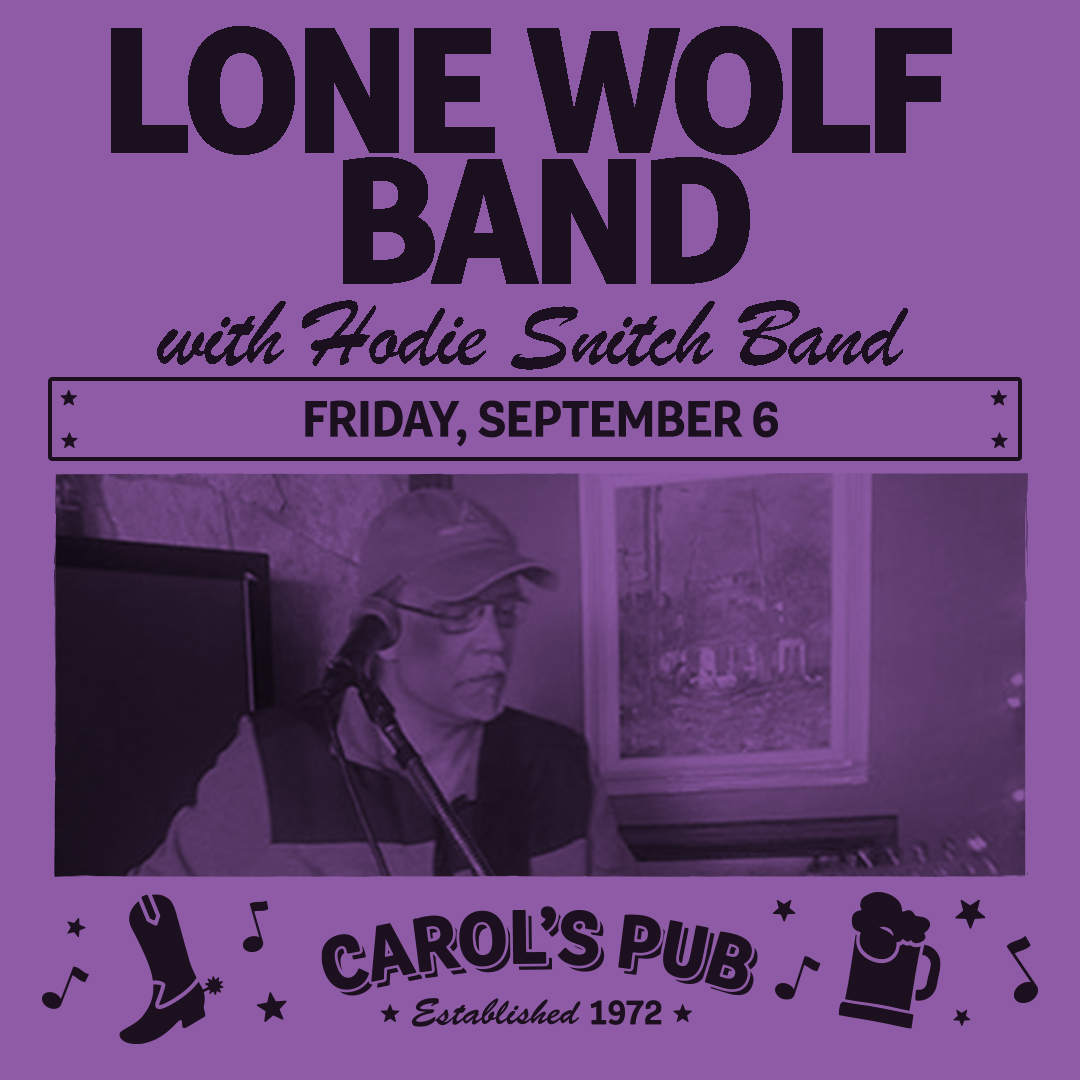 LONE WOLF
BAND
with Hodie Snitch Band
FRIDAY, SEPTEMBER 6
CAROL'S PUB
Established 1972